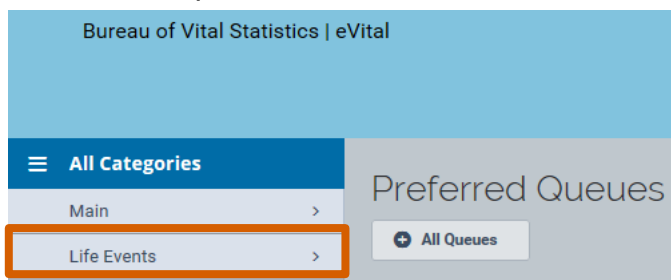 Bureau of Vital Statistics | eVital
All Categories
Main
Life Events
Preferred Queues
All Queues